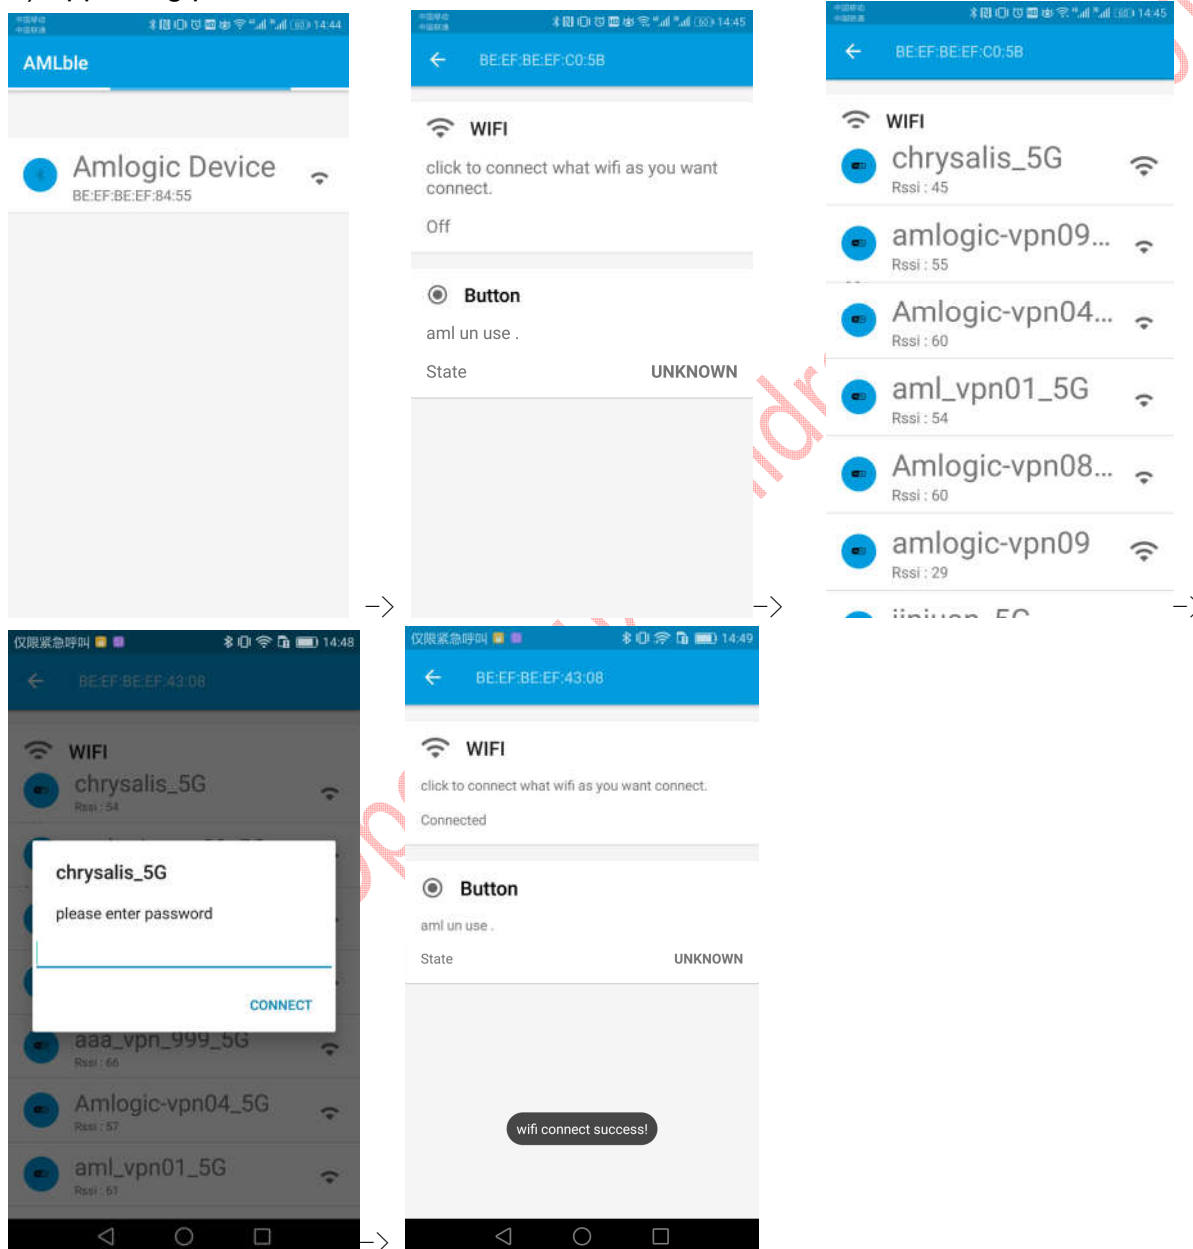 14:44
AMLble
Amlogic Device
BE:EF:BE:EF:84:55
—>
14:45
BE:EF:BE:EF:C0:5B
WIFI
click to connect what wifi as you want
connect.
Off
Button
aml un use .
State UNKNOWN
—>
14:45
BE:EF:BE:EF:C0:5B
WIFI
chrysalis_5G
Rssi : 45
amlogic-vpn09...
Rssi : 55
Amlogic-vpn04...
Rssi : 60
aml_vpn01_5G
Rssi : 54
Amlogic-vpn08...
Rssi : 60
amlogic-vpn09
Rssi : 29
仅限紧急呼叫 14:48
BE:EF:BE:EF:43:08
WIFI
chrysalis_5G
Rssi : 54
chrysalis_5G
please enter password
CONNECT
aaa_vpn_999_5G
Rssi : 66
Amlogic-vpn04_5G
Rssi : 57
aml_vpn01_5G
Rssi : 61
—>
仅限紧急呼叫 14:49
BE:EF:BE:EF:43:08
WIFI
click to connect what wifi as you want connect.
Connected
Button
aml un use .
State UNKNOWN
wifi connect success!